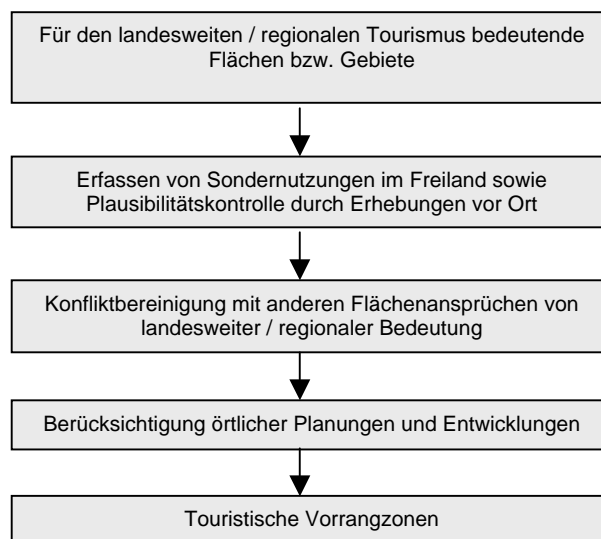 Für den landesweiten / regionalen Tourismus bedeutende
Flächen bzw. Gebiete
Erfassen von Sondernutzungen im Freiland sowie
Plausibilitätskontrolle durch Erhebungen vor Ort
Konfliktbereinigung mit anderen Flächenansprüchen von
landesweiter / regionaler Bedeutung
Berücksichtigung örtlicher Planungen und Entwicklungen
Touristische Vorrangzonen